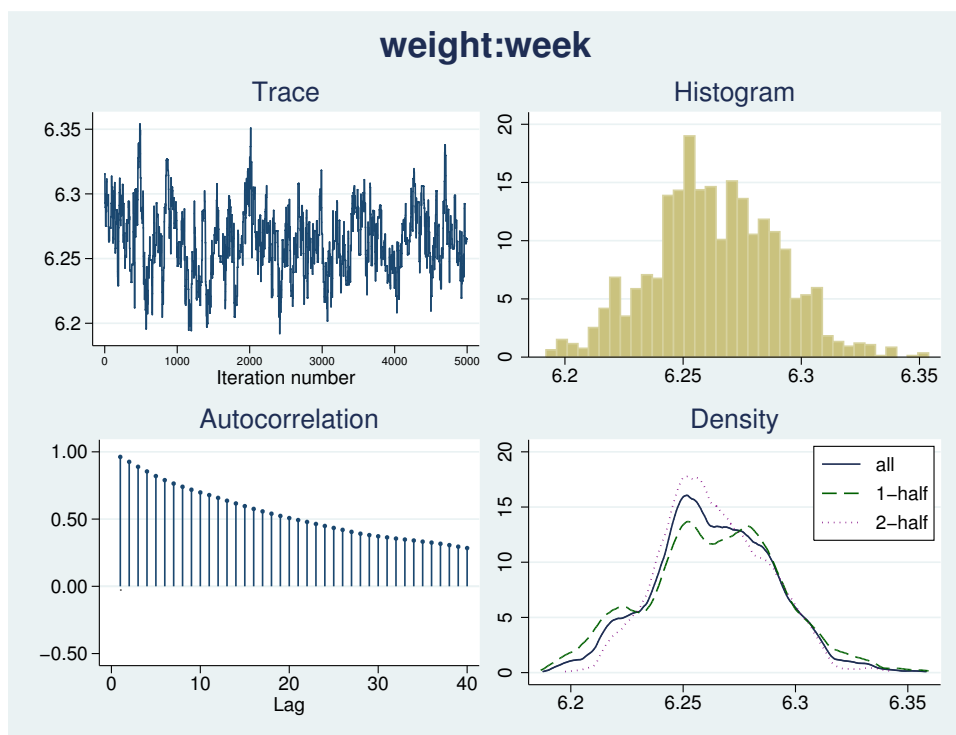 weight:week
Trace
6.35
6.3
6.25
6.2
0 1000 2000 3000 4000 5000
Iteration number
Histogram
20
15
10
5
0
6.2 6.25 6.3 6.35
Autocorrelation
1.00
0.50
0.00
−0.50
0 10 20 30 40
Lag
Density
20
15
10
5
0
6.2 6.25 6.3 6.35
all
1−half
2−half